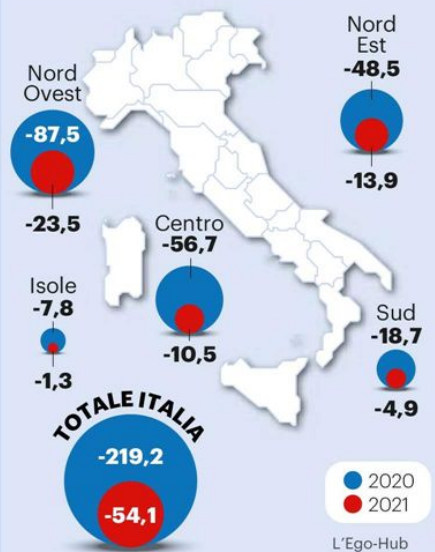 Nord
Ovest
-87,5
-23,5
Nord
Est
-48,5
-13,9
Centro
-56,7
-10,5
Isole
-7,8
-1,3
Sud
-18,7
-4,9
TOTALE ITALIA
-219,2
-54,1
2020
2021
L'Ego-Hub